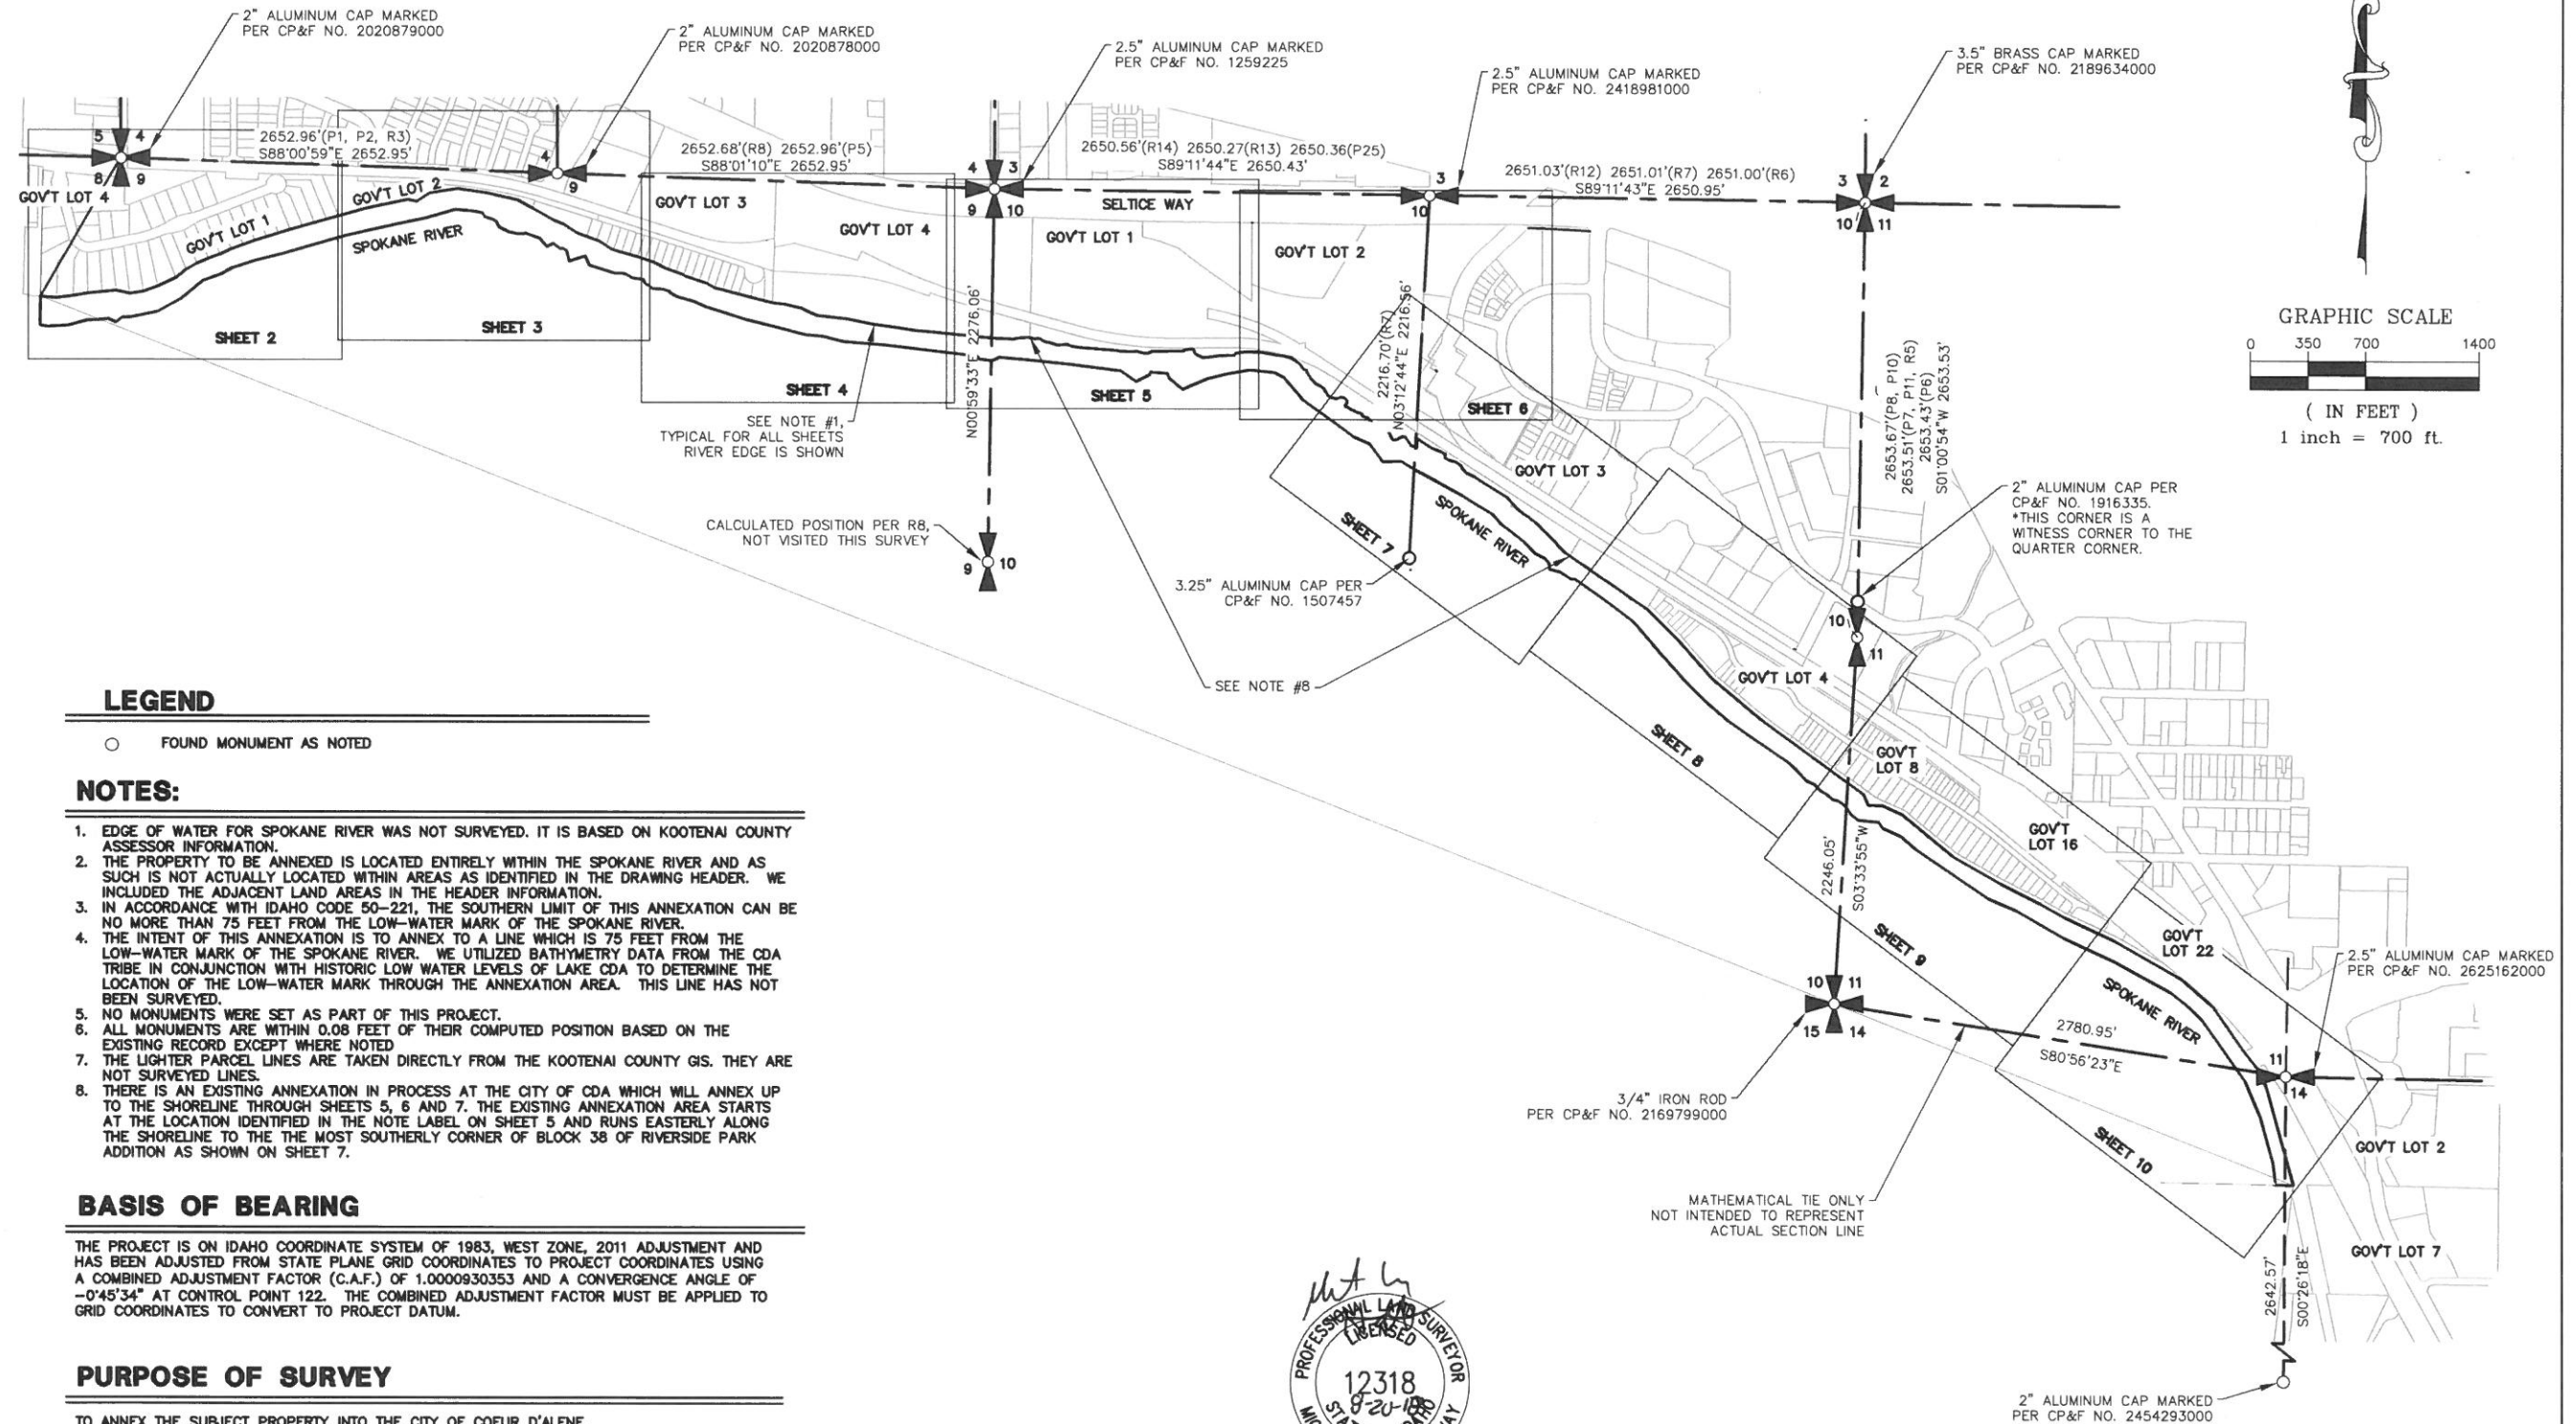 2" ALUMINUM CAP MARKED
PER CP&F NO. 2020879000
2" ALUMINUM CAP MARKED
PER CP&F NO. 2020878000
2.5" ALUMINUM CAP MARKED
PER CP&F NO. 1259225
2.5" ALUMINUM CAP MARKED
PER CP&F NO. 2418981000
3.5" BRASS CAP MARKED
PER CP&F NO. 2189634000
5 4
8 9
2652.96'(P1, P2, R3)
S88°00'59"E 2652.95'
4
9
2652.68'(R8) 2652.96'(P5)
S88°01'10"E 2652.95'
4 3
9 10
2650.56'(R14) 2650.27(R13) 2650.36(P25)
S89°11'44"E 2650.43'
3
10
2651.03'(R12) 2651.01'(R7) 2651.00'(R6)
S89°11'43"E 2650.95'
3 2
10 11
GOV'T LOT 4
GOV'T LOT 1
GOV'T LOT 2
SPOKANE RIVER
GOV'T LOT 3
GOV'T LOT 4
SELTICE WAY
GOV'T LOT 1
GOV'T LOT 2
SHEET 2
SHEET 3
SHEET 4
SHEET 5
SHEET 6
N00°59'33"E 2276.06'
2216.70'(R7)
N03°12'44"E 2216.56'
2653.67'(P8, P10)
2653.51'(P7, P11, R5)
2653.43'(P6)
S01°00'54"W 2653.53'
GRAPHIC SCALE
0 350 700 1400
( IN FEET )
1 inch = 700 ft.
SEE NOTE #1,
TYPICAL FOR ALL SHEETS
RIVER EDGE IS SHOWN
CALCULATED POSITION PER R8,
NOT VISITED THIS SURVEY
9 10
GOV'T LOT 3
SHEET 7
SPOKANE RIVER
3.25" ALUMINUM CAP PER
CP&F NO. 1507457
2" ALUMINUM CAP PER
CP&F NO. 1916335.
*THIS CORNER IS A
WITNESS CORNER TO THE
QUARTER CORNER.
10
11
SEE NOTE #8
GOV'T LOT 4
SHEET 8
GOV'T
LOT 8
GOV'T
LOT 16
2246.05'
S03°33'55"W
SHEET 9
GOV'T
LOT 22
SPOKANE RIVER
2.5" ALUMINUM CAP MARKED
PER CP&F NO. 2625162000
10 11
15 14
2780.95'
S80°56'23"E
11
14
3/4" IRON ROD
PER CP&F NO. 2169799000
SHEET 10
GOV'T LOT 2
MATHEMATICAL TIE ONLY
NOT INTENDED TO REPRESENT
ACTUAL SECTION LINE
GOV'T LOT 7
2642.57'
S00°26'18"E
2" ALUMINUM CAP MARKED
PER CP&F NO. 2454293000
LEGEND
FOUND MONUMENT AS NOTED
NOTES:
1. EDGE OF WATER FOR SPOKANE RIVER WAS NOT SURVEYED. IT IS BASED ON KOOTENAI COUNTY
ASSESSOR INFORMATION.
2. THE PROPERTY TO BE ANNEXED IS LOCATED ENTIRELY WITHIN THE SPOKANE RIVER AND AS
SUCH IS NOT ACTUALLY LOCATED WITHIN AREAS AS IDENTIFIED IN THE DRAWING HEADER. WE
INCLUDED THE ADJACENT LAND AREAS IN THE HEADER INFORMATION.
3. IN ACCORDANCE WITH IDAHO CODE 50-221, THE SOUTHERN LIMIT OF THIS ANNEXATION CAN BE
NO MORE THAN 75 FEET FROM THE LOW-WATER MARK OF THE SPOKANE RIVER.
4. THE INTENT OF THIS ANNEXATION IS TO ANNEX TO A LINE WHICH IS 75 FEET FROM THE
LOW-WATER MARK OF THE SPOKANE RIVER. WE UTILIZED BATHYMETRY DATA FROM THE CDA
TRIBE IN CONJUNCTION WITH HISTORIC LOW WATER LEVELS OF LAKE CDA TO DETERMINE THE
LOCATION OF THE LOW-WATER MARK THROUGH THE ANNEXATION AREA. THIS LINE HAS NOT
BEEN SURVEYED.
5. NO MONUMENTS WERE SET AS PART OF THIS PROJECT.
6. ALL MONUMENTS ARE WITHIN 0.08 FEET OF THEIR COMPUTED POSITION BASED ON THE
EXISTING RECORD EXCEPT WHERE NOTED
7. THE LIGHTER PARCEL LINES ARE TAKEN DIRECTLY FROM THE KOOTENAI COUNTY GIS. THEY ARE
NOT SURVEYED LINES.
8. THERE IS AN EXISTING ANNEXATION IN PROCESS AT THE CITY OF CDA WHICH WILL ANNEX UP
TO THE SHORELINE THROUGH SHEETS 5, 6 AND 7. THE EXISTING ANNEXATION AREA STARTS
AT THE LOCATION IDENTIFIED IN THE NOTE LABEL ON SHEET 5 AND RUNS EASTERLY ALONG
THE SHORELINE TO THE THE MOST SOUTHERLY CORNER OF BLOCK 38 OF RIVERSIDE PARK
ADDITION AS SHOWN ON SHEET 7.
BASIS OF BEARING
THE PROJECT IS ON IDAHO COORDINATE SYSTEM OF 1983, WEST ZONE, 2011 ADJUSTMENT AND
HAS BEEN ADJUSTED FROM STATE PLANE GRID COORDINATES TO PROJECT COORDINATES USING
A COMBINED ADJUSTMENT FACTOR (C.A.F.) OF 1.0000930353 AND A CONVERGENCE ANGLE OF
-0°45'34" AT CONTROL POINT 122. THE COMBINED ADJUSTMENT FACTOR MUST BE APPLIED TO
GRID COORDINATES TO CONVERT TO PROJECT DATUM.
PURPOSE OF SURVEY
TO ANNEX THE SUBJECT PROPERTY INTO THE CITY OF COEUR D'ALENE
PROFESSIONAL LAND SURVEYOR
LICENSED
12318